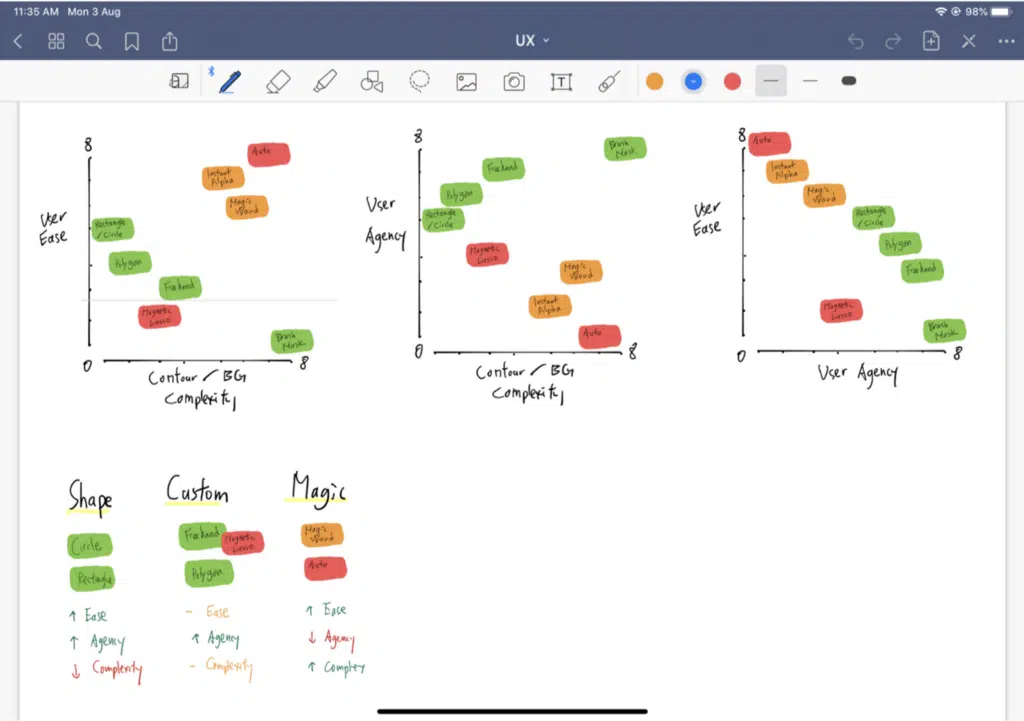 11:35 AM Mon 3 Aug
98%
UX
T
8
Auto
Instant
Alpha
Magic
Wand
User
Ease
Rectangle
/ Circle
Polygon
Freehand
Magnetic
Lasso
Brush
Mask
0
8
Contour / BG
Complexity
8
Brush
Mask
Freehand
Polygon
User
Agency
Rectangle
/ Circle
Magnetic
Lasso
Magic
Wand
Instant
Alpha
Auto
0
8
Contour / BG
Complexity
8
Auto
Instant
Alpha
Magic
Wand
User
Ease
Rectangle
/ Circle
Polygon
Freehand
Magnetic
Lasso
Brush
Mask
0
8
User Agency
Shape
Circle
Rectangle
↑ Ease
↑ Agency
↓ Complexity
Custom
Freehand
Magnetic
Lasso
Polygon
- Ease
↑ Agency
- Complexity
Magic
Magic
Wand
Auto
↑ Ease
↓ Agency
↑ Complex